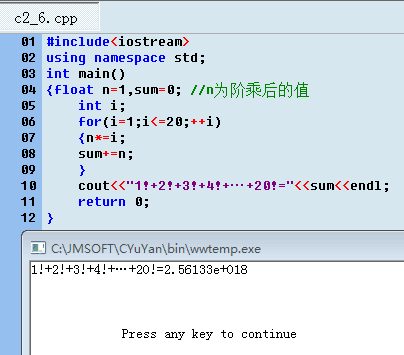 c2_6.cpp
01 #include<iostream>
02 using namespace std;
03 int main()
04 {float n=1,sum=0; //n为阶乘后的值
05 int i;
06 for(i=1;i<=20;++i)
07 {n*=i;
08 sum+=n;
09 }
10 cout<<"1!+2!+3!+4!+…+20!="<<sum<<endl;
11 return 0;
12 }
C:\JMSOFT\CYuYan\bin\wwtemp.exe
1!+2!+3!+4!+…+20!=2.56133e+018
Press any key to continue